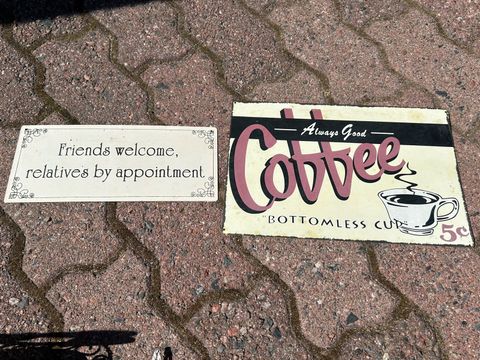 Friends welcome,
relatives by appointment
Always Good
Coffee
BOTTOMLESS CUP
5¢